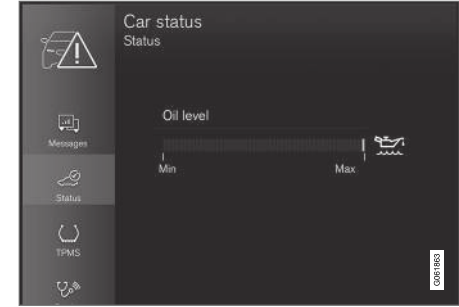 Car status
Status
Messages
Status
TPMS
Oil level
Min
Max
G061863